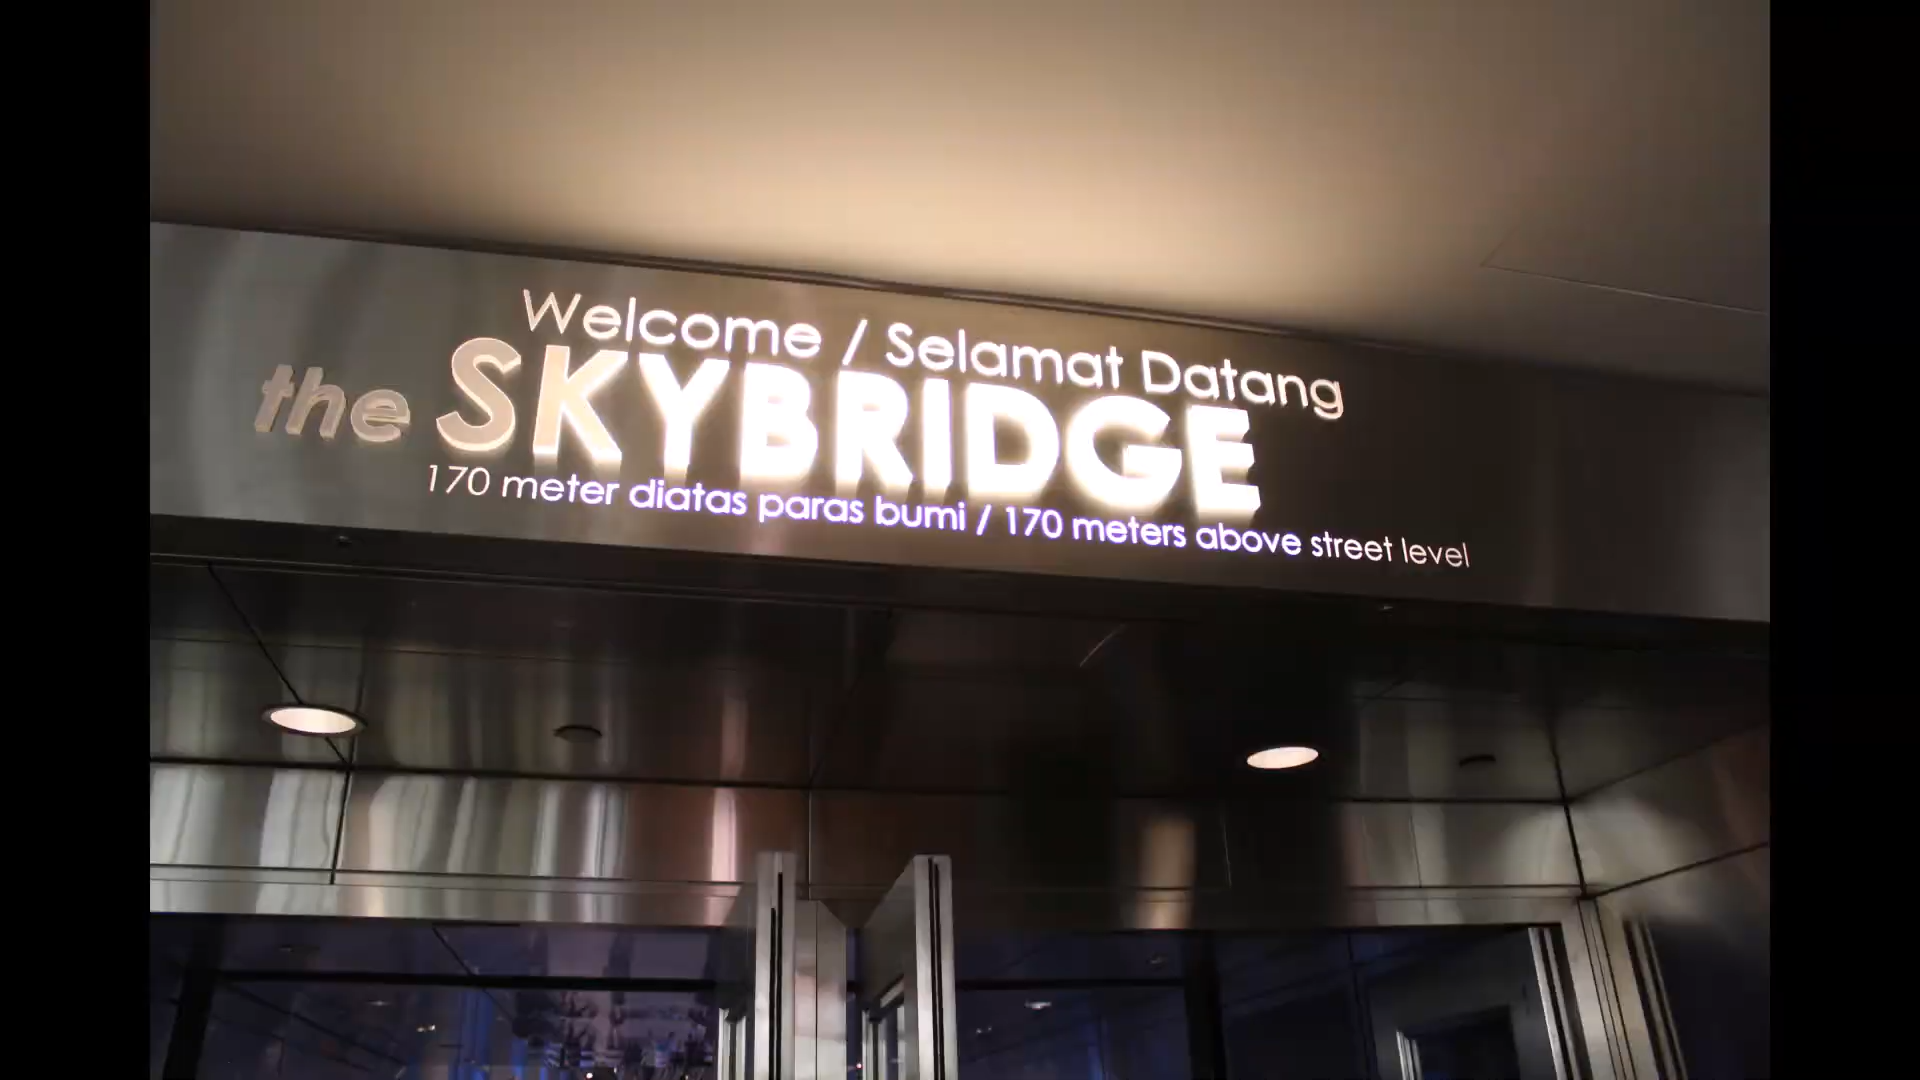 Welcome / Selamat Datang
the SKYBRIDGE
170 meter diatas paras bumi / 170 meters above street level